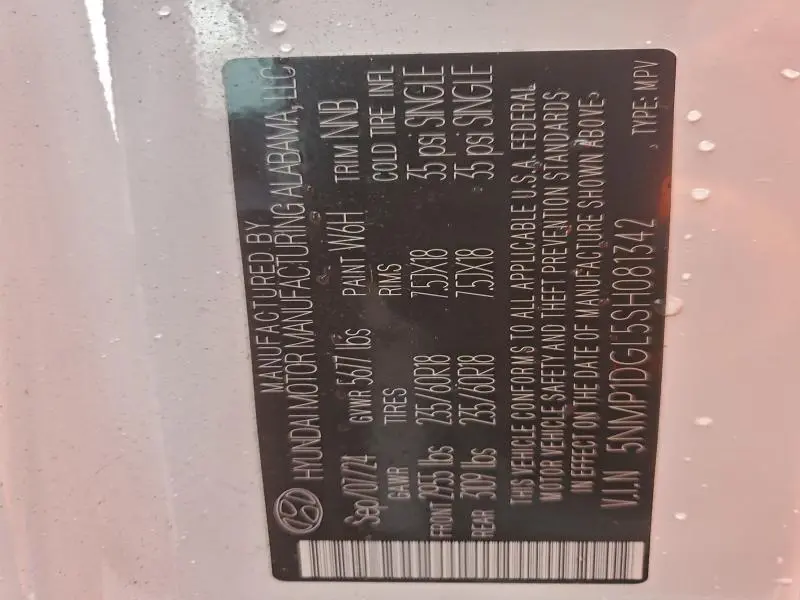 MANUFACTURED BY
HYUNDAI MOTOR MANUFACTURING ALABAMA, LLC
Sep/07/24 GVWR 5677 lbs PAINT W6H TRIM NNB
GAWR TIRES RIMS COLD TIRE INFL
FRONT 2955 lbs 235/60R18 7.5JX18 35 psi SINGLE
REAR 3109 lbs 235/60R18 7.5JX18 35 psi SINGLE
THIS VEHICLE CONFORMS TO ALL APPLICABLE U.S.A. FEDERAL
MOTOR VEHICLE SAFETY AND THEFT PREVENTION STANDARDS
IN EFFECT ON THE DATE OF MANUFACTURE SHOWN ABOVE>
V.I.N 5NMP1DGL5SH081342 TYPE: MPV